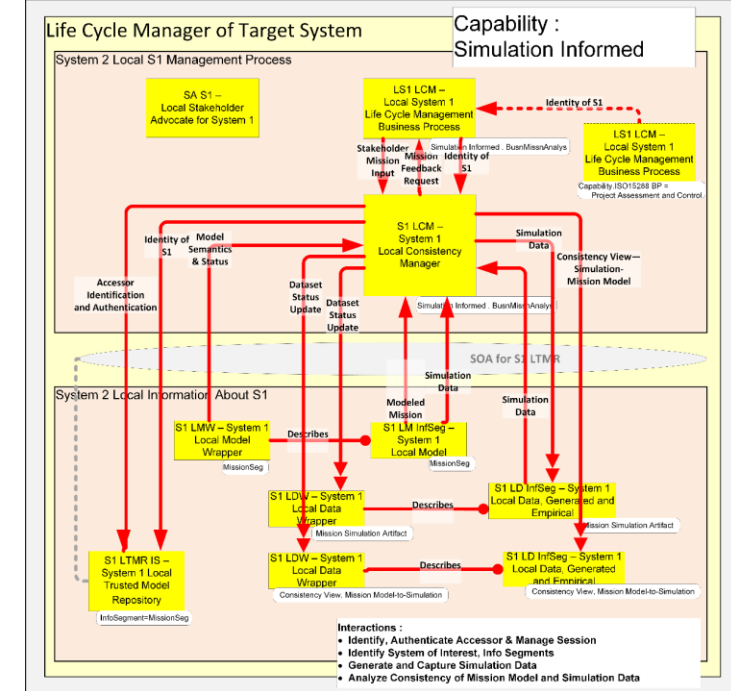 Life Cycle Manager of Target System
Capability :
Simulation Informed
System 2 Local S1 Management Process
SA S1 –
Local Stakeholder
Advocate for System 1
LS1 LCM –
Local System 1
Life Cycle Management
Business Process
Simulation Informed . BusnMissnAnalys
Identity of S1
LS1 LCM –
Local System 1
Life Cycle Management
Business Process
Capability.ISO15288 BP =
Project Assessment and Control
Stakeholder
Mission
Input
Mission
Feedback
Request
Identity of
S1
S1 LCM –
System 1
Local Consistency
Manager
Simulation Informed . BusnMissnAnalys
Identity of
S1
Model
Semantics
& Status
Simulation
Data
Consistency View—
Simulation-
Mission Model
Accessor
Identification
and Authentication
Dataset
Status
Update
Dataset
Status
Update
SOA for S1 LTMR
System 2 Local Information About S1
Modeled
Mission
Simulation
Data
Simulation
Data
S1 LMW – System 1
Local Model
Wrapper
MissionSeg
Describes
S1 LM InfSeg –
System 1
Local Model
MissionSeg
S1 LDW – System 1
Local Data
Wrapper
Mission Simulation Artifact
Describes
S1 LD InfSeg – System 1
Local Data, Generated and
Empirical
Mission Simulation Artifact
S1 LTMR IS –
System 1 Local
Trusted Model
Repository
InfoSegment=MissionSeg
S1 LDW – System 1
Local Data
Wrapper
Consistency View, Mission Model-to-Simulation
Describes
S1 LD InfSeg – System 1
Local Data, Generated
and Empirical
Consistency View, Mission Model-to-Simulation
Interactions :
• Identify, Authenticate Accessor & Manage Session
• Identify System of Interest, Info Segments
• Generate and Capture Simulation Data
• Analyze Consistency of Mission Model and Simulation Data